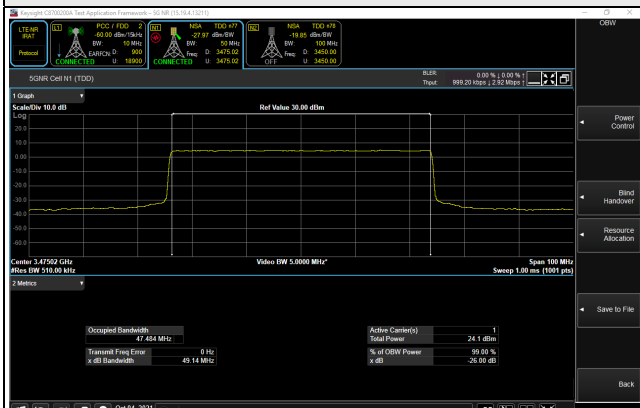 Keysight C8700200A Test Application Framework - 5G NR (15.19.4.13211)
LTE-NR
IRAT
Protocol
L1 PCC / FDD 2
-60.00 dBm/15kHz
BW: 10 MHz
EARFCN: D: 900
CONNECTED U: 18900
N1 NSA TDD n77
-27.97 dBm/BW
BW: 50 MHz
Freq: D: 3475.02
CONNECTED U: 3475.02
N2 NSA TDD n78
-19.85 dBm/BW
BW: 100 MHz
Freq: D: 3450.00
OFF U: 3450.00
OBW
5GNR Cell N1 (TDD)
BLER: 0.00 % ↓ 0.00 % ↑
Thput: 999.20 kbps ↓ 2.92 Mbps ↑
1 Graph
Scale/Div 10.0 dB
Ref Value 30.00 dBm
Log
20.0
10.0
0.00
-10.0
-20.0
-30.0
-40.0
-50.0
-60.0
Center 3.47502 GHz
Video BW 5.0000 MHz*
Span 100 MHz
#Res BW 510.00 kHz
Sweep 1.00 ms (1001 pts)
2 Metrics
Occupied Bandwidth
47.484 MHz
Transmit Freq Error 0 Hz
x dB Bandwidth 49.14 MHz
Active Carrier(s) 1
Total Power 24.1 dBm
% of OBW Power 99.00 %
x dB -26.00 dB
Power
Control
Blind
Handover
Resource
Allocation
Save to File
Back
Oct 04, 2021